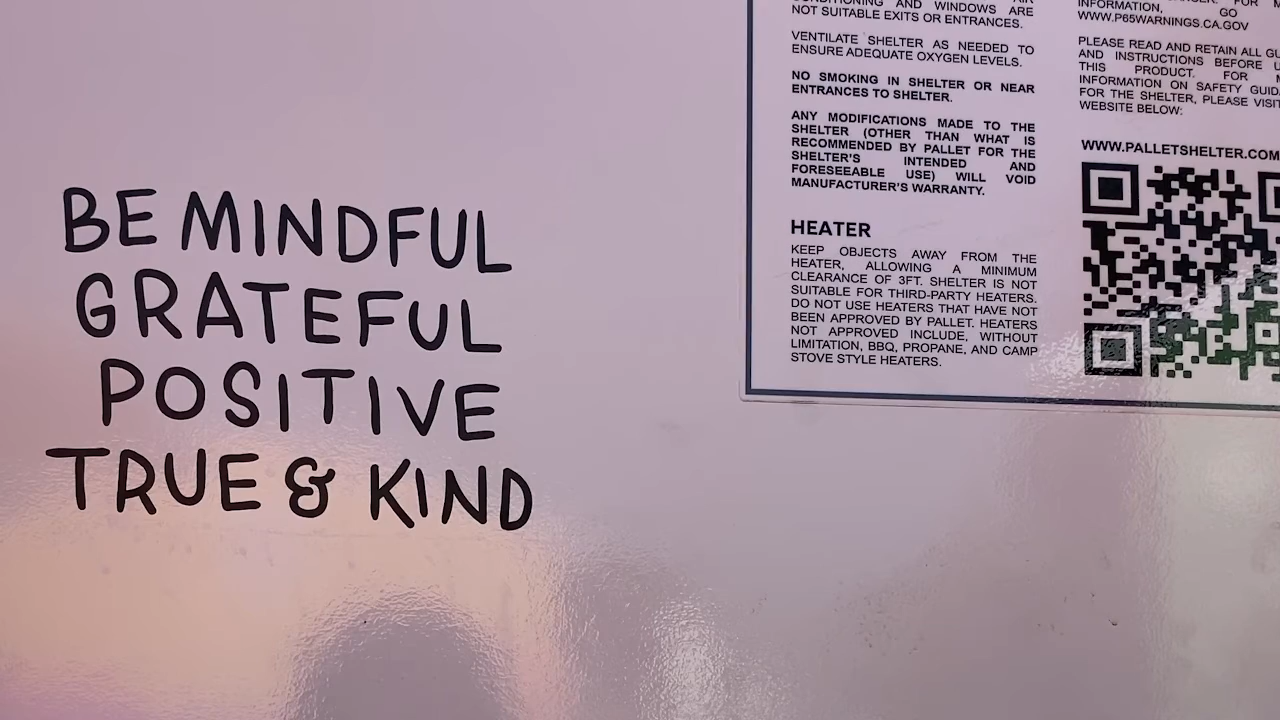 BE MINDFUL
GRATEFUL
POSITIVE
TRUE & KIND
CONDITIONING AND WINDOWS ARE
NOT SUITABLE EXITS OR ENTRANCES.
VENTILATE SHELTER AS NEEDED TO
ENSURE ADEQUATE OXYGEN LEVELS.
NO SMOKING IN SHELTER OR NEAR
ENTRANCES TO SHELTER.
ANY MODIFICATIONS MADE TO THE
SHELTER (OTHER THAN WHAT IS
RECOMMENDED BY PALLET FOR THE
SHELTER'S INTENDED AND
FORESEEABLE USE) WILL VOID
MANUFACTURER'S WARRANTY.
HEATER
KEEP OBJECTS AWAY FROM THE
HEATER, ALLOWING A MINIMUM
CLEARANCE OF 3FT. SHELTER IS NOT
SUITABLE FOR THIRD-PARTY HEATERS.
DO NOT USE HEATERS THAT HAVE NOT
BEEN APPROVED BY PALLET. HEATERS
NOT APPROVED INCLUDE, WITHOUT
LIMITATION, BBQ, PROPANE, AND CAMP
STOVE STYLE HEATERS.
INFORMATION, GO
WWW.P65WARNINGS.CA.GOV
PLEASE READ AND RETAIN ALL
AND INSTRUCTIONS BEFORE
THIS PRODUCT. FOR
INFORMATION ON SAFETY
FOR THE SHELTER, PLEASE VISIT
WEBSITE BELOW:
WWW.PALLETSHELTER.COM